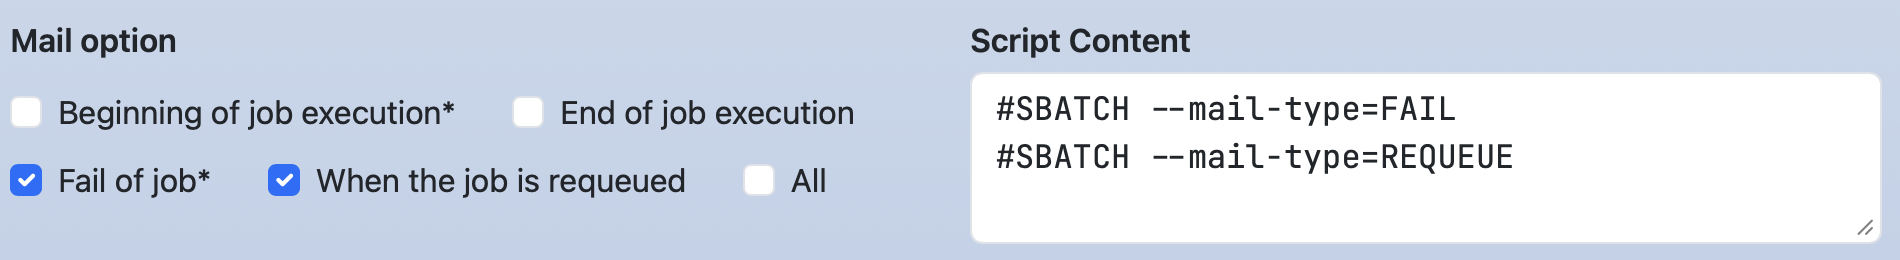 Mail option
Beginning of job execution* End of job execution
Fail of job* When the job is requeued All
Script Content
#SBATCH --mail-type=FAIL
#SBATCH --mail-type=REQUEUE